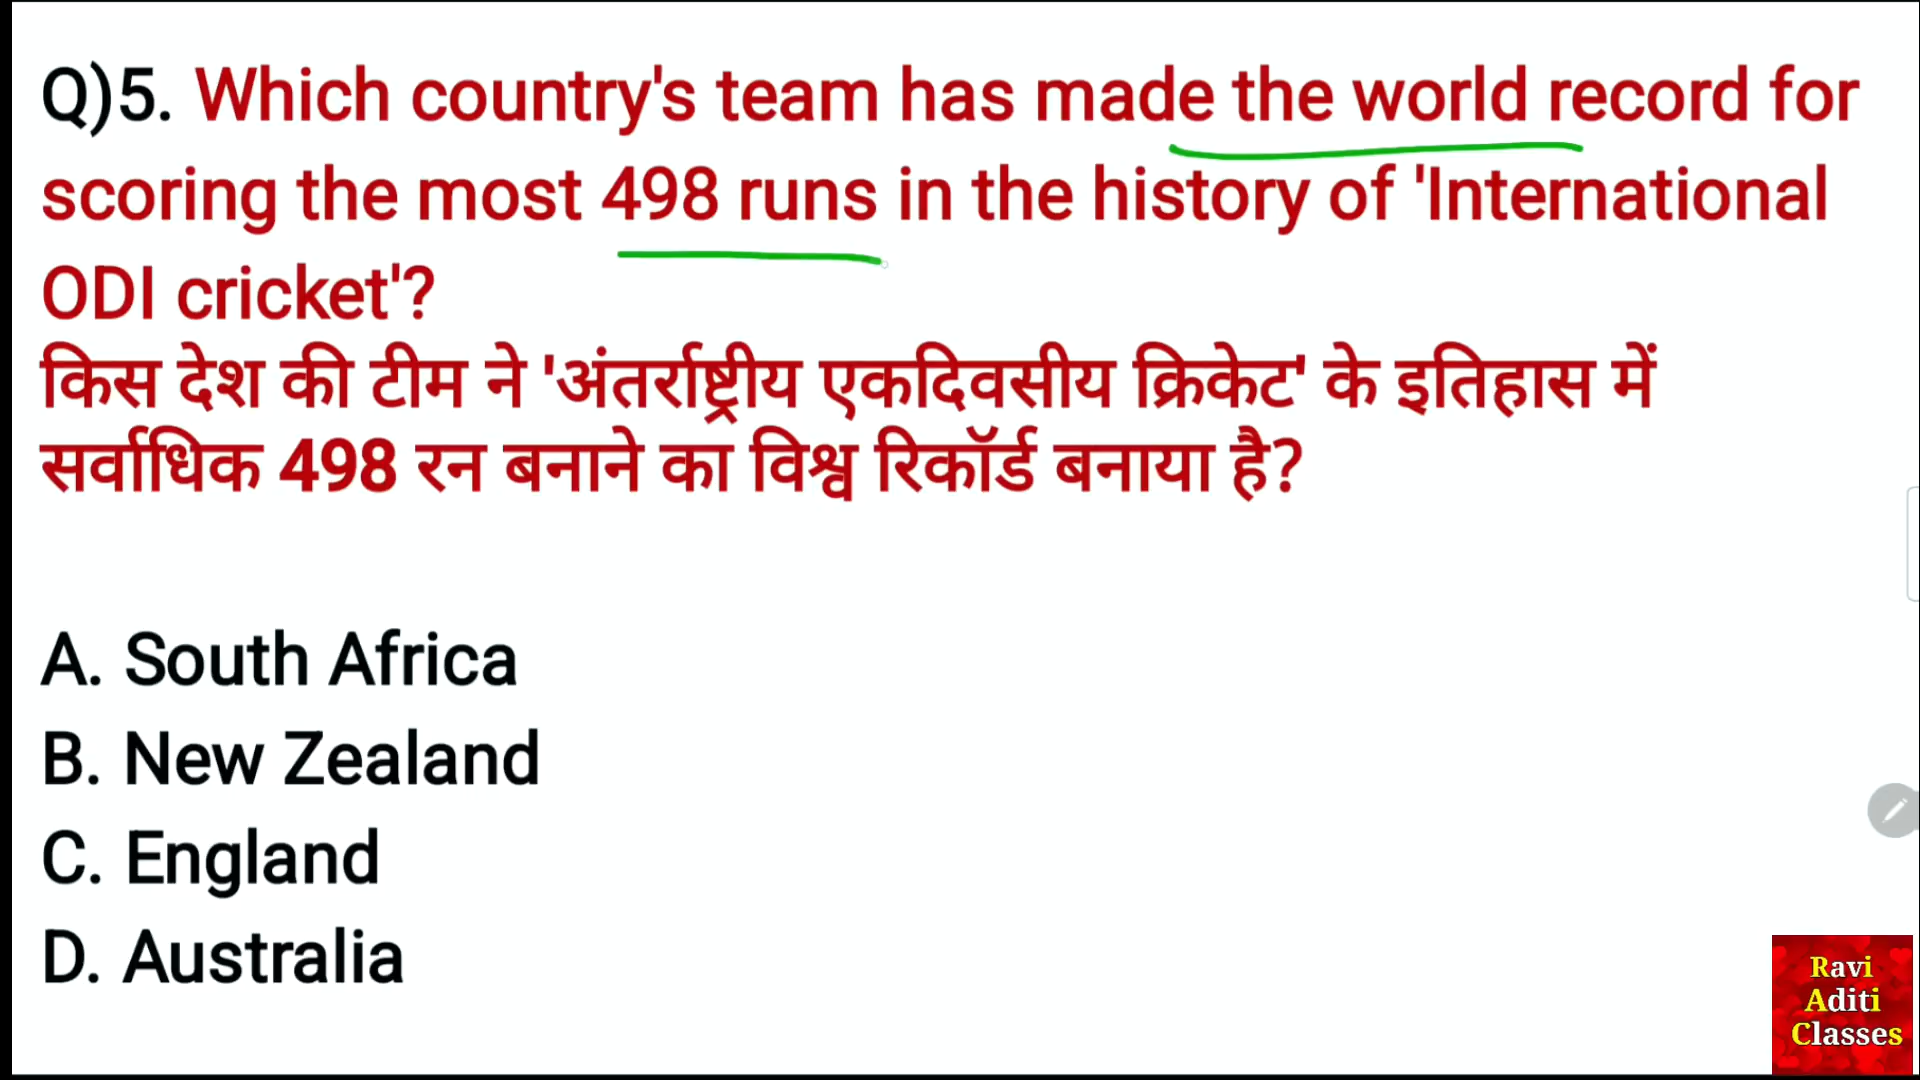 Q)5. Which country's team has made the world record for
scoring the most 498 runs in the history of 'International
ODI cricket'?
किस देश की टीम ने 'अंतर्राष्ट्रीय एकदिवसीय क्रिकेट' के इतिहास में
सर्वाधिक 498 रन बनाने का विश्व रिकॉर्ड बनाया है?
A. South Africa
B. New Zealand
C. England
D. Australia
Ravi
Aditi
Classes